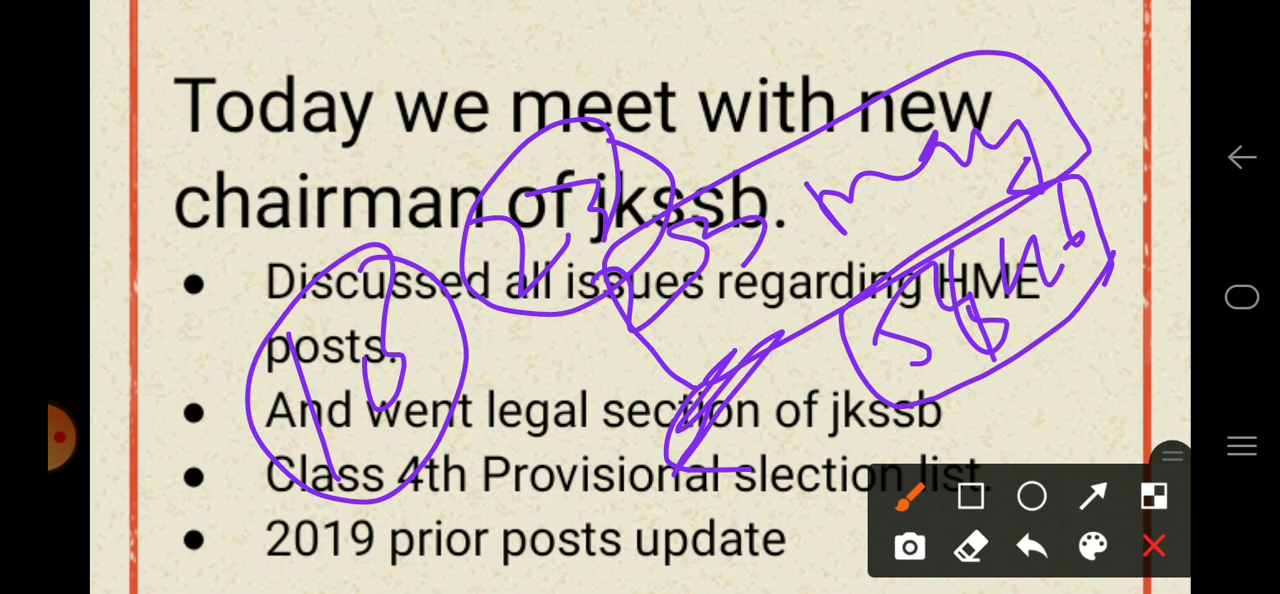 Today we meet with new
chairman of jkssb.
● Discussed all issues regarding HME
posts.
● And went legal section of jkssb
● Class 4th Provisional slection list.
● 2019 prior posts update